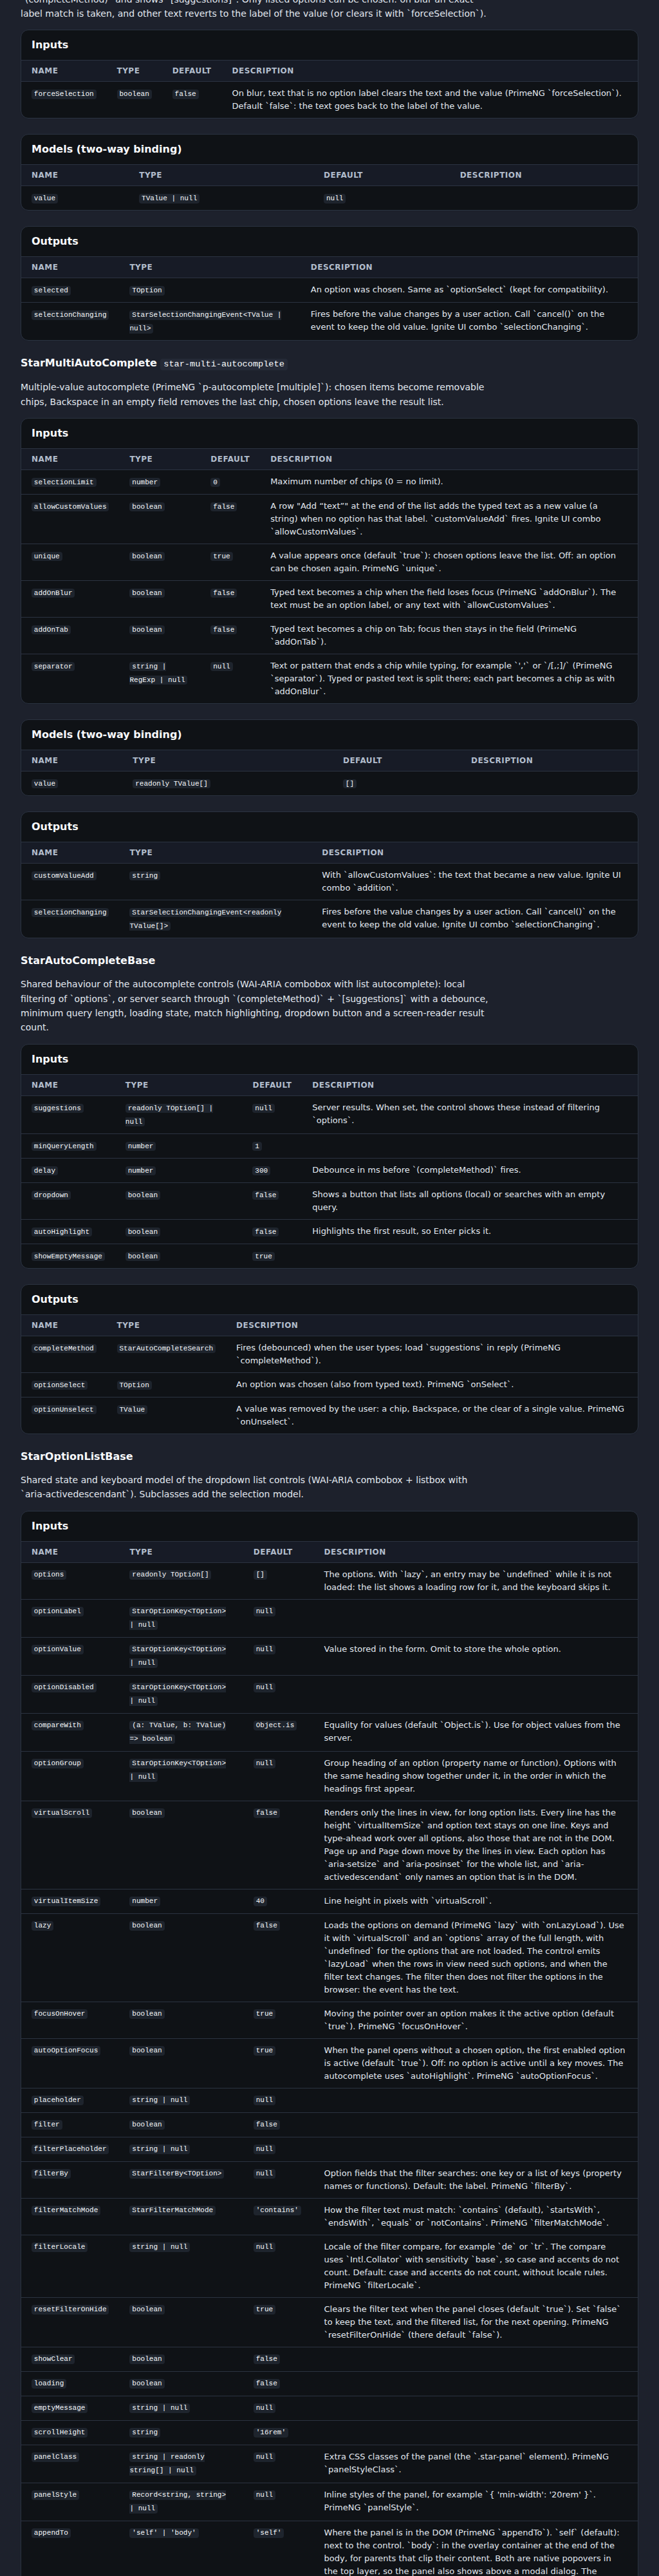 `(completeMethod)` and shows `[suggestions]`. Only listed options can be chosen: on blur an exact
label match is taken, and other text reverts to the label of the value (or clears it with `forceSelection`).
Inputs
NAME TYPE DEFAULT DESCRIPTION
forceSelection boolean false On blur, text that is no option label clears the text and the value (PrimeNG `forceSelection`).
Default `false`: the text goes back to the label of the value.
Models (two-way binding)
NAME TYPE DEFAULT DESCRIPTION
value TValue | null null
Outputs
NAME TYPE DESCRIPTION
selected TOption An option was chosen. Same as `optionSelect` (kept for compatibility).
selectionChanging StarSelectionChangingEvent<TValue | Fires before the value changes by a user action. Call `cancel()` on the
null> event to keep the old value. Ignite UI combo `selectionChanging`.
StarMultiAutoComplete star-multi-autocomplete
Multiple-value autocomplete (PrimeNG `p-autocomplete [multiple]`): chosen items become removable
chips, Backspace in an empty field removes the last chip, chosen options leave the result list.
Inputs
NAME TYPE DEFAULT DESCRIPTION
selectionLimit number 0 Maximum number of chips (0 = no limit).
allowCustomValues boolean false A row "Add “text”" at the end of the list adds the typed text as a new value (a
string) when no option has that label. `customValueAdd` fires. Ignite UI combo
`allowCustomValues`.
unique boolean true A value appears once (default `true`): chosen options leave the list. Off: an option
can be chosen again. PrimeNG `unique`.
addOnBlur boolean false Typed text becomes a chip when the field loses focus (PrimeNG `addOnBlur`). The
text must be an option label, or any text with `allowCustomValues`.
addOnTab boolean false Typed text becomes a chip on Tab; focus then stays in the field (PrimeNG
`addOnTab`).
separator string | null Text or pattern that ends a chip while typing, for example `','` or `/[,;]/` (PrimeNG
RegExp | null `separator`). Typed or pasted text is split there; each part becomes a chip as with
`addOnBlur`.
Models (two-way binding)
NAME TYPE DEFAULT DESCRIPTION
value readonly TValue[] []
Outputs
NAME TYPE DESCRIPTION
customValueAdd string With `allowCustomValues`: the text that became a new value. Ignite UI
combo `addition`.
selectionChanging StarSelectionChangingEvent<readonly Fires before the value changes by a user action. Call `cancel()` on the
TValue[]> event to keep the old value. Ignite UI combo `selectionChanging`.
StarAutoCompleteBase
Shared behaviour of the autocomplete controls (WAI-ARIA combobox with list autocomplete): local
filtering of `options`, or server search through `(completeMethod)` + `[suggestions]` with a debounce,
minimum query length, loading state, match highlighting, dropdown button and a screen-reader result
count.
Inputs
NAME TYPE DEFAULT DESCRIPTION
suggestions readonly TOption[] | null Server results. When set, the control shows these instead of filtering
null `options`.
minQueryLength number 1
delay number 300 Debounce in ms before `(completeMethod)` fires.
dropdown boolean false Shows a button that lists all options (local) or searches with an empty
query.
autoHighlight boolean false Highlights the first result, so Enter picks it.
showEmptyMessage boolean true
Outputs
NAME TYPE DESCRIPTION
completeMethod StarAutoCompleteSearch Fires (debounced) when the user types; load `suggestions` in reply (PrimeNG
`completeMethod`).
optionSelect TOption An option was chosen (also from typed text). PrimeNG `onSelect`.
optionUnselect TValue A value was removed by the user: a chip, Backspace, or the clear of a single value. PrimeNG
`onUnselect`.
StarOptionListBase
Shared state and keyboard model of the dropdown list controls (WAI-ARIA combobox + listbox with
`aria-activedescendant`). Subclasses add the selection model.
Inputs
NAME TYPE DEFAULT DESCRIPTION
options readonly TOption[] [] The options. With `lazy`, an entry may be `undefined` while it is not
loaded: the list shows a loading row for it, and the keyboard skips it.
optionLabel StarOptionKey<TOption> null
| null
optionValue StarOptionKey<TOption> null Value stored in the form. Omit to store the whole option.
| null
optionDisabled StarOptionKey<TOption> null
| null
compareWith (a: TValue, b: TValue) Object.is Equality for values (default `Object.is`). Use for object values from the
=> boolean server.
optionGroup StarOptionKey<TOption> null Group heading of an option (property name or function). Options with
| null the same heading show together under it, in the order in which the
headings first appear.
virtualScroll boolean false Renders only the lines in view, for long option lists. Every line has the
height `virtualItemSize` and option text stays on one line. Keys and
type-ahead work over all options, also those that are not in the DOM.
Page up and Page down move by the lines in view. Each option has
`aria-setsize` and `aria-posinset` for the whole list, and `aria-
activedescendant` only names an option that is in the DOM.
virtualItemSize number 40 Line height in pixels with `virtualScroll`.
lazy boolean false Loads the options on demand (PrimeNG `lazy` with `onLazyLoad`). Use
it with `virtualScroll` and an `options` array of the full length, with
`undefined` for the options that are not loaded. The control emits
`lazyLoad` when the rows in view need such options, and when the
filter text changes. The filter then does not filter the options in the
browser: the event has the text.
focusOnHover boolean true Moving the pointer over an option makes it the active option (default
`true`). PrimeNG `focusOnHover`.
autoOptionFocus boolean true When the panel opens without a chosen option, the first enabled option
is active (default `true`). Off: no option is active until a key moves. The
autocomplete uses `autoHighlight`. PrimeNG `autoOptionFocus`.
placeholder string | null null
filter boolean false
filterPlaceholder string | null null
filterBy StarFilterBy<TOption> null Option fields that the filter searches: one key or a list of keys (property
names or functions). Default: the label. PrimeNG `filterBy`.
filterMatchMode StarFilterMatchMode 'contains' How the filter text must match: `contains` (default), `startsWith`,
`endsWith`, `equals` or `notContains`. PrimeNG `filterMatchMode`.
filterLocale string | null null Locale of the filter compare, for example `de` or `tr`. The compare
uses `Intl.Collator` with sensitivity `base`, so case and accents do not
count. Default: case and accents do not count, without locale rules.
PrimeNG `filterLocale`.
resetFilterOnHide boolean true Clears the filter text when the panel closes (default `true`). Set `false`
to keep the text, and the filtered list, for the next opening. PrimeNG
`resetFilterOnHide` (there default `false`).
showClear boolean false
loading boolean false
emptyMessage string | null null
scrollHeight string '16rem'
panelClass string | readonly null Extra CSS classes of the panel (the `.star-panel` element). PrimeNG
string[] | null `panelStyleClass`.
panelStyle Record<string, string> null Inline styles of the panel, for example `{ 'min-width': '20rem' }`.
| null PrimeNG `panelStyle`.
appendTo 'self' | 'body' 'self' Where the panel is in the DOM (PrimeNG `appendTo`). `self` (default):
next to the control. `body`: in the overlay container at the end of the
body, for parents that clip their content. Both are native popovers in
the top layer, so the panel also shows above a modal dialog. The